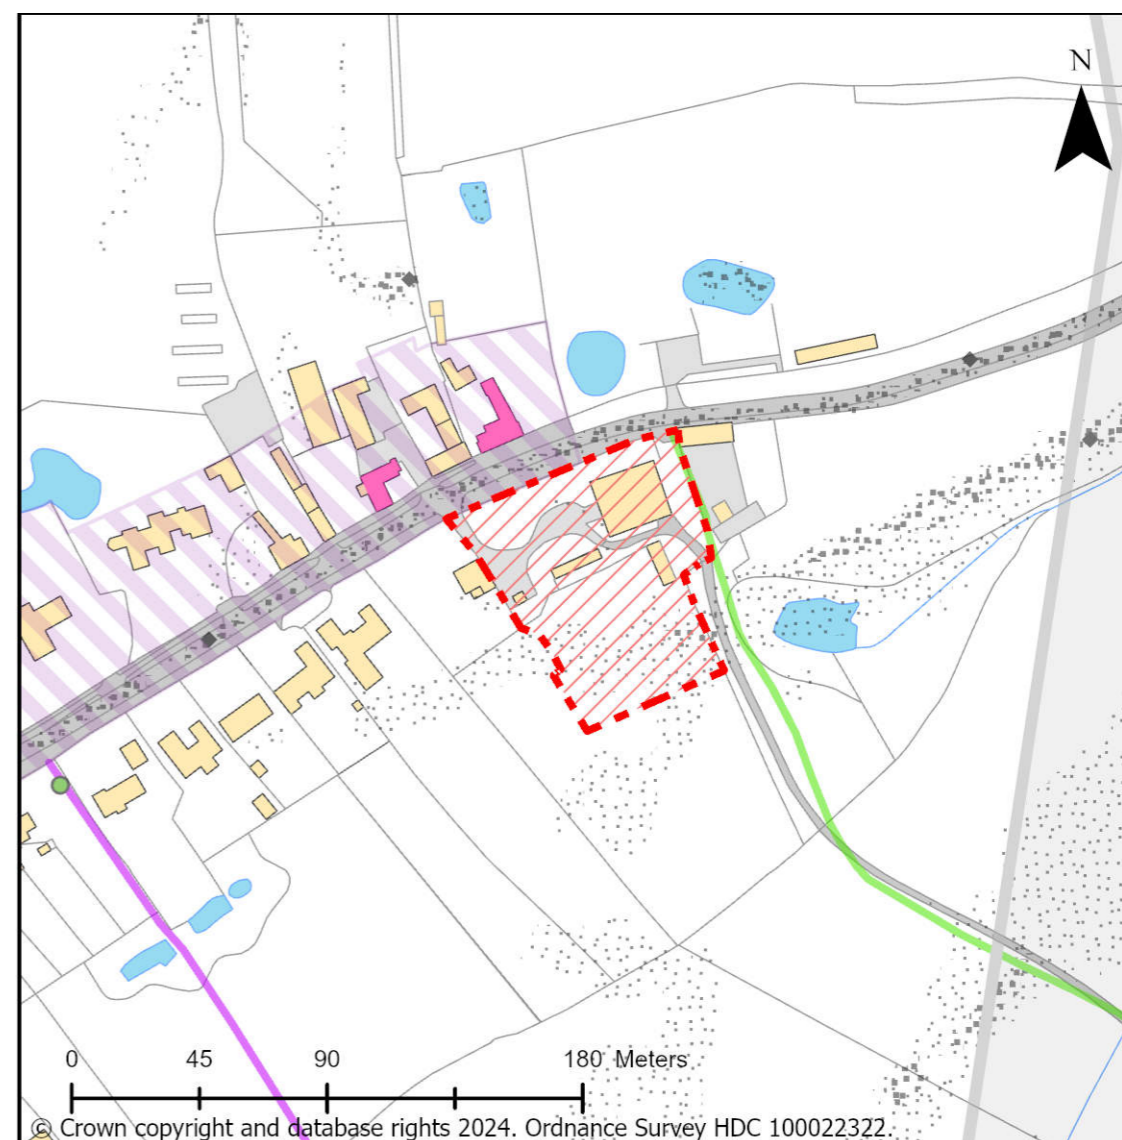 N
0 45 90 180 Meters
© Crown copyright and database rights 2024. Ordnance Survey HDC 100022322.